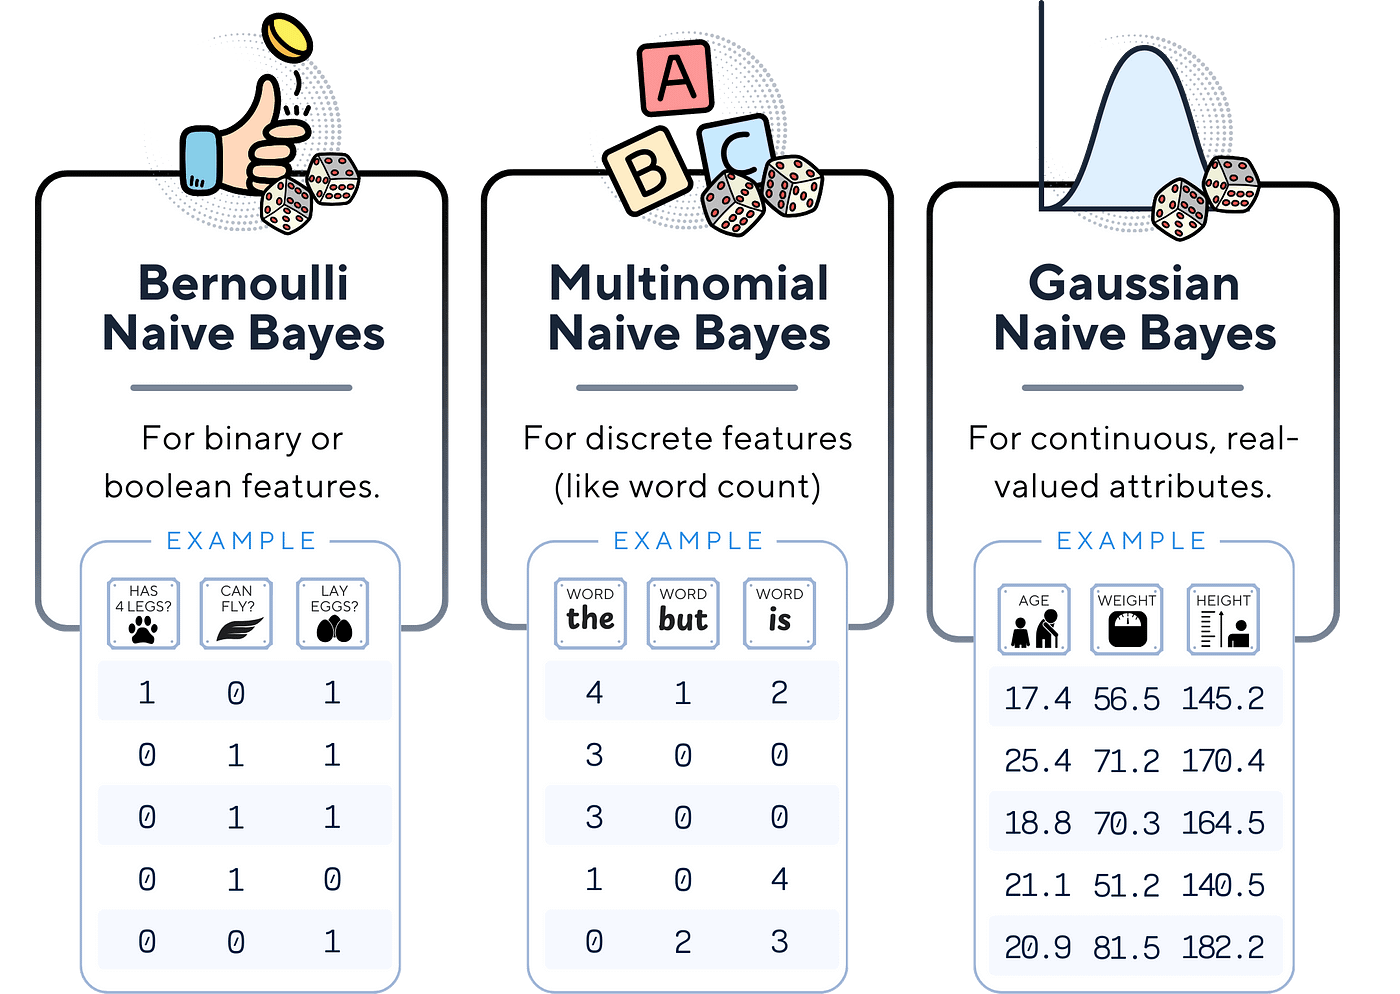 A
B
C
Bernoulli
Naive Bayes
For binary or
boolean features.
EXAMPLE
HAS
4 LEGS?
CAN
FLY?
LAY
EGGS?
1 0 1
0 1 1
0 1 1
0 1 0
0 0 1
Multinomial
Naive Bayes
For discrete features
(like word count)
EXAMPLE
WORD
the
WORD
but
WORD
is
4 1 2
3 0 0
3 0 0
1 0 4
0 2 3
Gaussian
Naive Bayes
For continuous, real-
valued attributes.
EXAMPLE
AGE
WEIGHT
HEIGHT
17.4 56.5 145.2
25.4 71.2 170.4
18.8 70.3 164.5
21.1 51.2 140.5
20.9 81.5 182.2